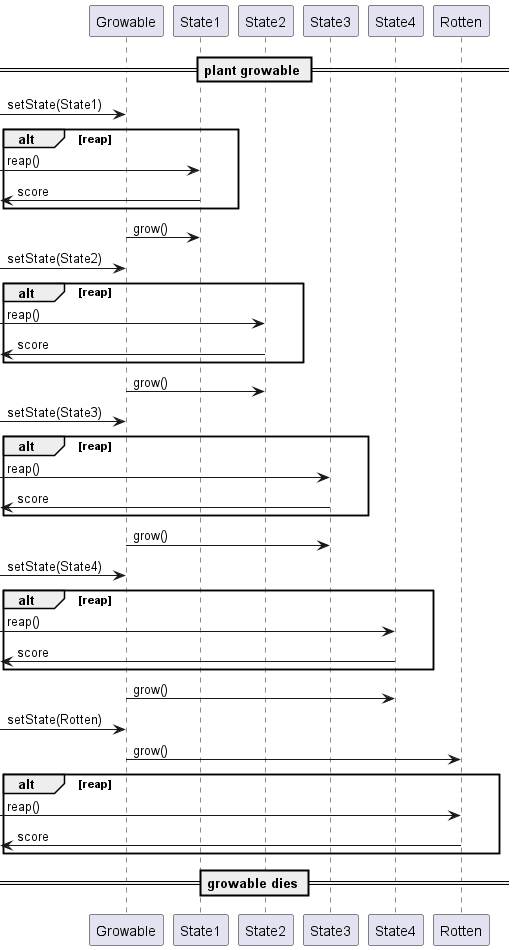 Growable State1 State2 State3 State4 Rotten
plant growable
setState(State1)
alt [reap]
reap()
score
grow()
setState(State2)
alt [reap]
reap()
score
grow()
setState(State3)
alt [reap]
reap()
score
grow()
setState(State4)
alt [reap]
reap()
score
grow()
setState(Rotten)
grow()
alt [reap]
reap()
score
growable dies
Growable State1 State2 State3 State4 Rotten